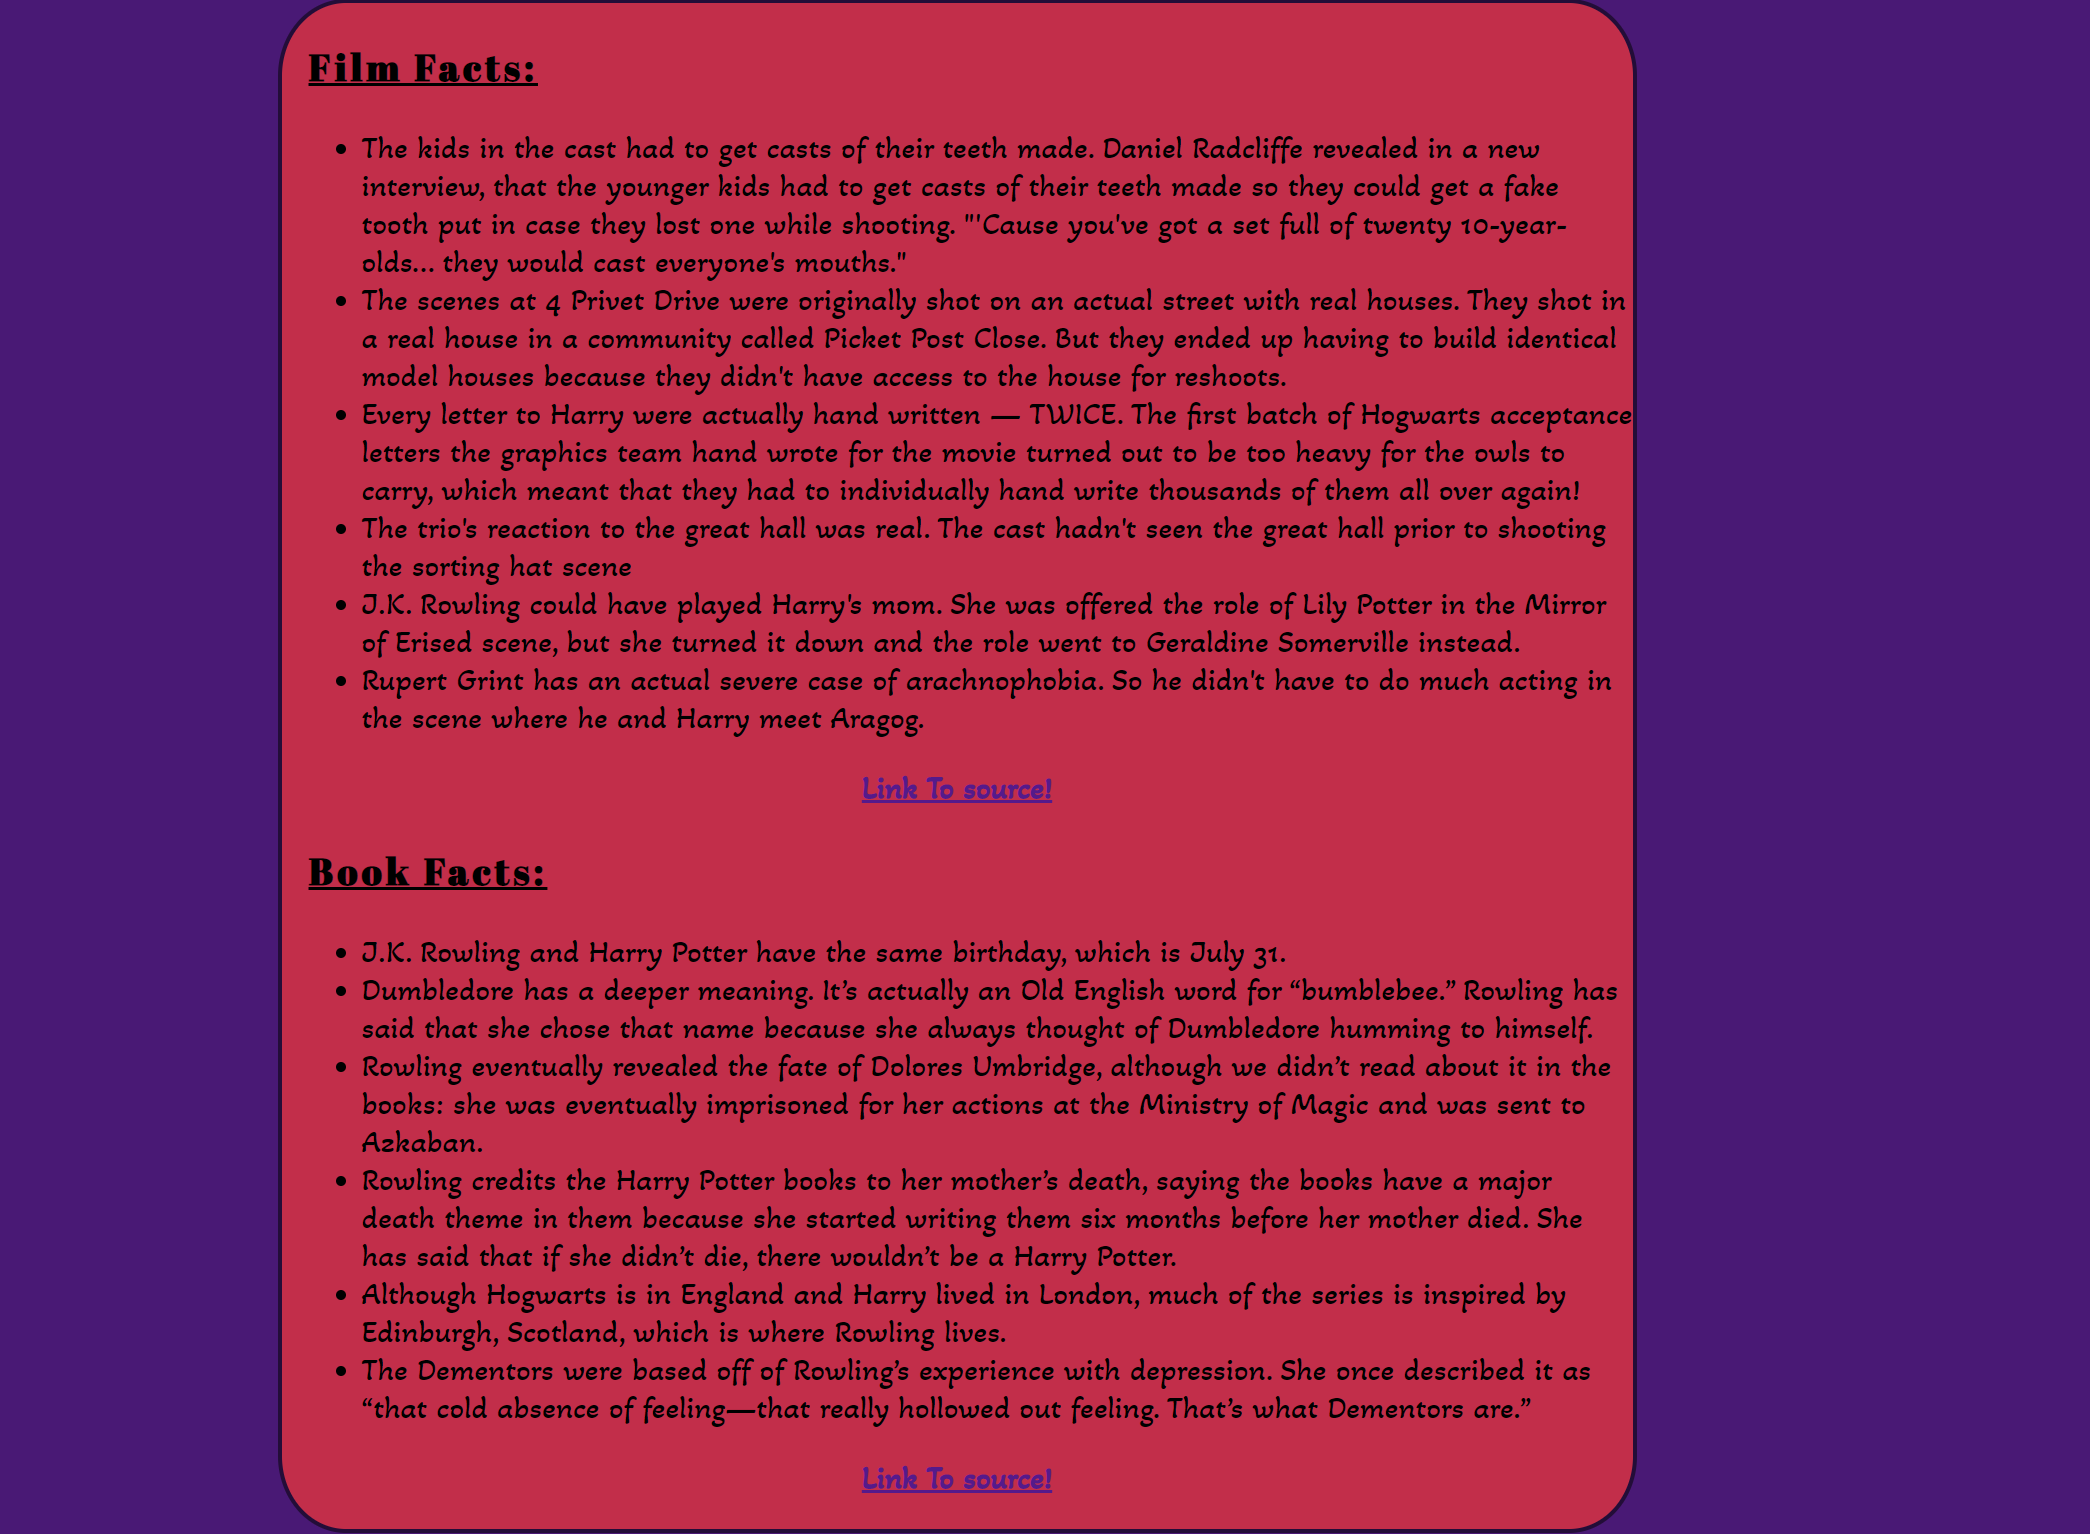 Film Facts:
• The kids in the cast had to get casts of their teeth made. Daniel Radcliffe revealed in a new
interview, that the younger kids had to get casts of their teeth made so they could get a fake
tooth put in case they lost one while shooting. "'Cause you've got a set full of twenty 10-year-
olds... they would cast everyone's mouths."
• The scenes at 4 Privet Drive were originally shot on an actual street with real houses. They shot in
a real house in a community called Picket Post Close. But they ended up having to build identical
model houses because they didn't have access to the house for reshoots.
• Every letter to Harry were actually hand written — TWICE. The first batch of Hogwarts acceptance
letters the graphics team hand wrote for the movie turned out to be too heavy for the owls to
carry, which meant that they had to individually hand write thousands of them all over again!
• The trio's reaction to the great hall was real. The cast hadn't seen the great hall prior to shooting
the sorting hat scene
• J.K. Rowling could have played Harry's mom. She was offered the role of Lily Potter in the Mirror
of Erised scene, but she turned it down and the role went to Geraldine Somerville instead.
• Rupert Grint has an actual severe case of arachnophobia. So he didn't have to do much acting in
the scene where he and Harry meet Aragog.
Link To source!
Book Facts:
• J.K. Rowling and Harry Potter have the same birthday, which is July 31.
• Dumbledore has a deeper meaning. It’s actually an Old English word for “bumblebee.” Rowling has
said that she chose that name because she always thought of Dumbledore humming to himself.
• Rowling eventually revealed the fate of Dolores Umbridge, although we didn’t read about it in the
books: she was eventually imprisoned for her actions at the Ministry of Magic and was sent to
Azkaban.
• Rowling credits the Harry Potter books to her mother’s death, saying the books have a major
death theme in them because she started writing them six months before her mother died. She
has said that if she didn’t die, there wouldn’t be a Harry Potter.
• Although Hogwarts is in England and Harry lived in London, much of the series is inspired by
Edinburgh, Scotland, which is where Rowling lives.
• The Dementors were based off of Rowling’s experience with depression. She once described it as
“that cold absence of feeling—that really hollowed out feeling. That’s what Dementors are.”
Link To source!